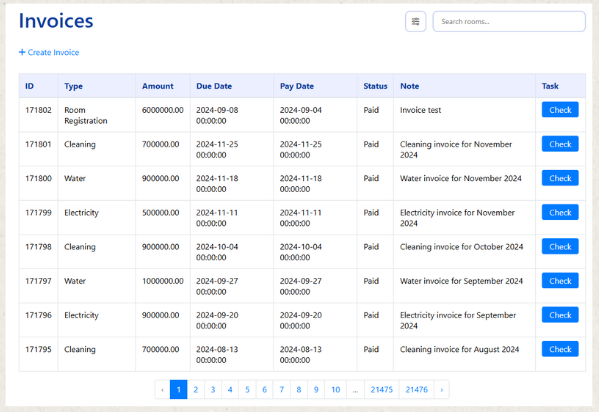 Invoices
Search rooms...
+ Create Invoice
ID Type Amount Due Date Pay Date Status Note Task
171802 Room Registration 6000000.00 2024-09-08 00:00:00 2024-09-04 00:00:00 Paid Invoice test Check
171801 Cleaning 700000.00 2024-11-25 00:00:00 2024-11-25 00:00:00 Paid Cleaning invoice for November 2024 Check
171800 Water 900000.00 2024-11-18 00:00:00 2024-11-18 00:00:00 Paid Water invoice for November 2024 Check
171799 Electricity 500000.00 2024-11-11 00:00:00 2024-11-11 00:00:00 Paid Electricity invoice for November 2024 Check
171798 Cleaning 900000.00 2024-10-04 00:00:00 2024-10-04 00:00:00 Paid Cleaning invoice for October 2024 Check
171797 Water 1000000.00 2024-09-27 00:00:00 2024-09-27 00:00:00 Paid Water invoice for September 2024 Check
171796 Electricity 900000.00 2024-09-20 00:00:00 2024-09-20 00:00:00 Paid Electricity invoice for September 2024 Check
171795 Cleaning 700000.00 2024-08-13 00:00:00 2024-08-13 00:00:00 Paid Cleaning invoice for August 2024 Check
‹ 1 2 3 4 5 6 7 8 9 10 ... 21475 21476 ›